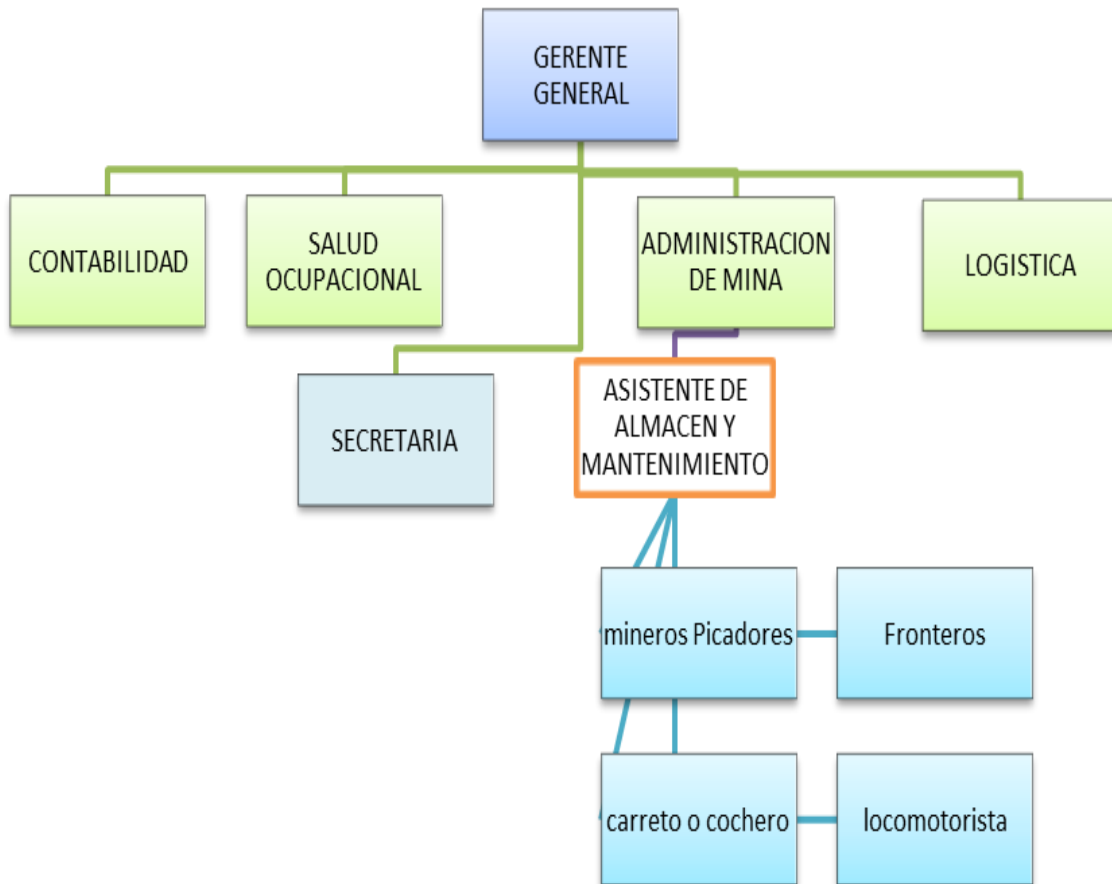 GERENTE
GENERAL
CONTABILIDAD
SALUD
OCUPACIONAL
ADMINISTRACION
DE MINA
LOGISTICA
SECRETARIA
ASISTENTE DE
ALMACEN Y
MANTENIMIENTO
mineros Picadores
Fronteros
carreto o cochero
locomotorista